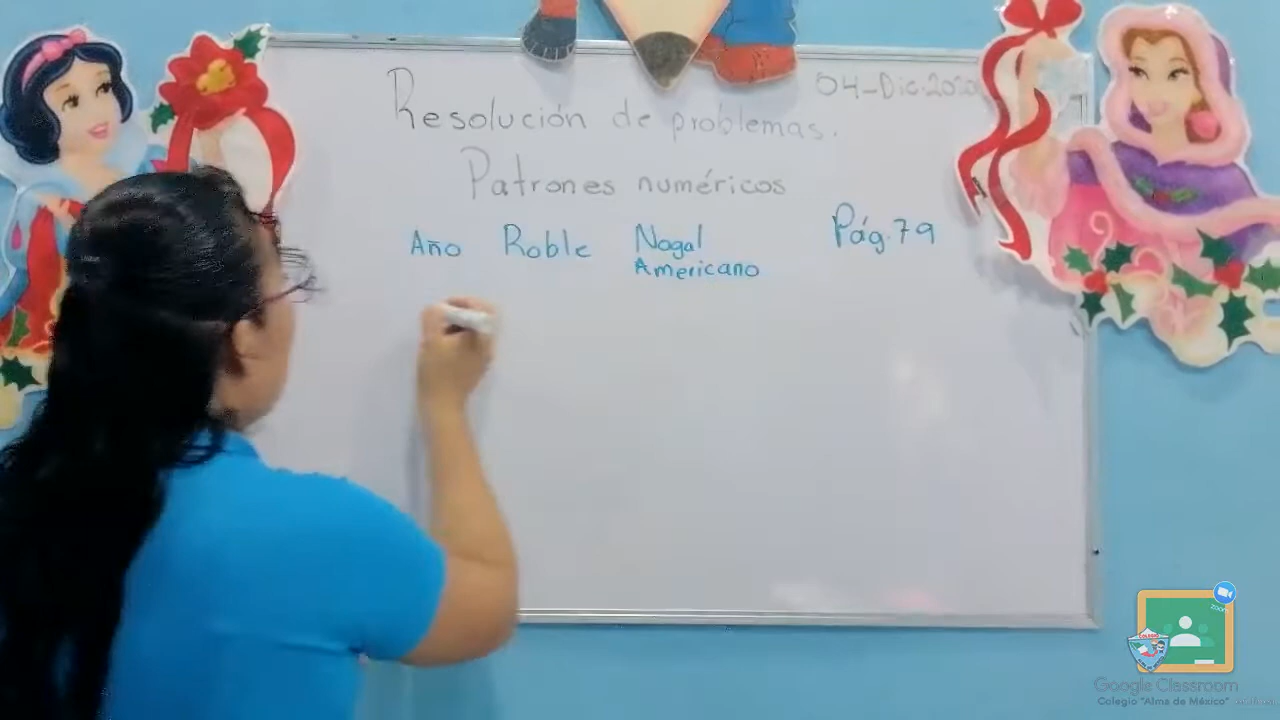 04-Dic-2020
Resolución de problemas.
Patrones numéricos
Año Roble Nogal Americano
Pág.79
zoom
Google Classroom
Colegio "Alma de México"